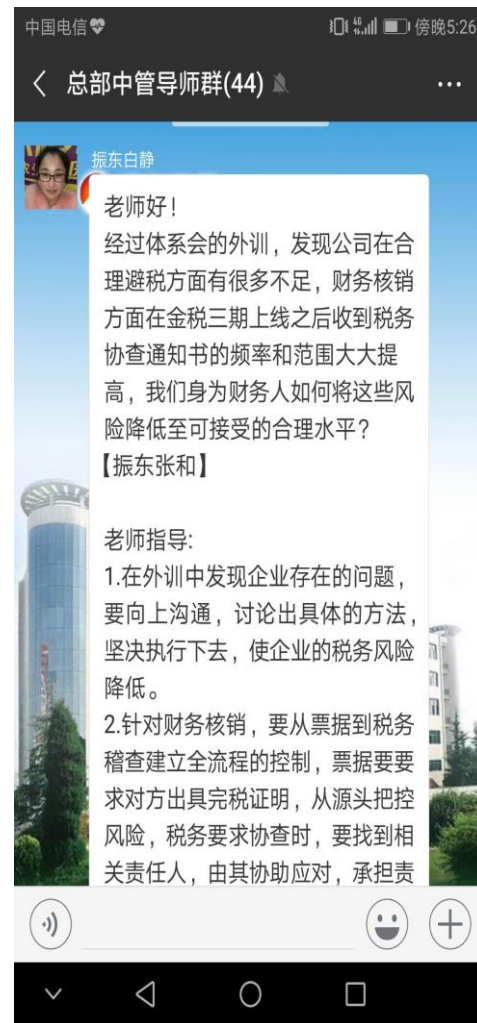 中国电信
46
傍晚5:26
总部中管导师群(44)
振东白静
老师好！
经过体系会的外训，发现公司在合
理避税方面有很多不足，财务核销
方面在金税三期上线之后收到税务
协查通知书的频率和范围大大提
高，我们身为财务人如何将这些风
险降低至可接受的合理水平？
【振东张和】
老师指导:
1.在外训中发现企业存在的问题，
要向上沟通，讨论出具体的方法，
坚决执行下去，使企业的税务风险
降低。
2.针对财务核销，要从票据到税务
稽查建立全流程的控制，票据要要
求对方出具完税证明，从源头把控
风险，税务要求协查时，要找到相
关责任人，由其协助应对，承担责